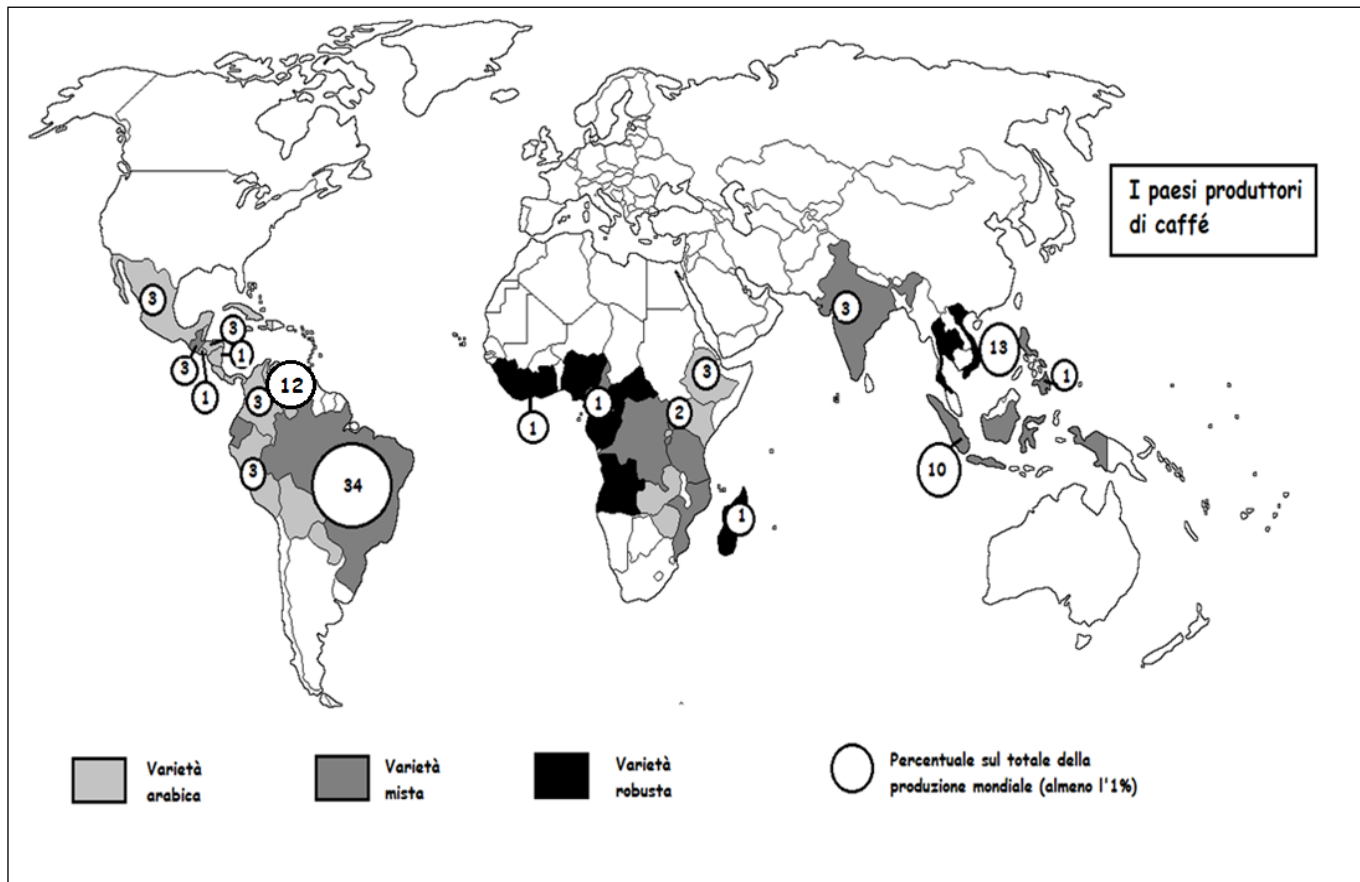 I paesi produttori
di caffé
3
3
3
1
1
12
3
3
34
3
2
1
1
1
3
13
1
10
Varietà
arabica
Varietà
mista
Varietà
robusta
Percentuale sul totale della
produzione mondiale (almeno l'1%)